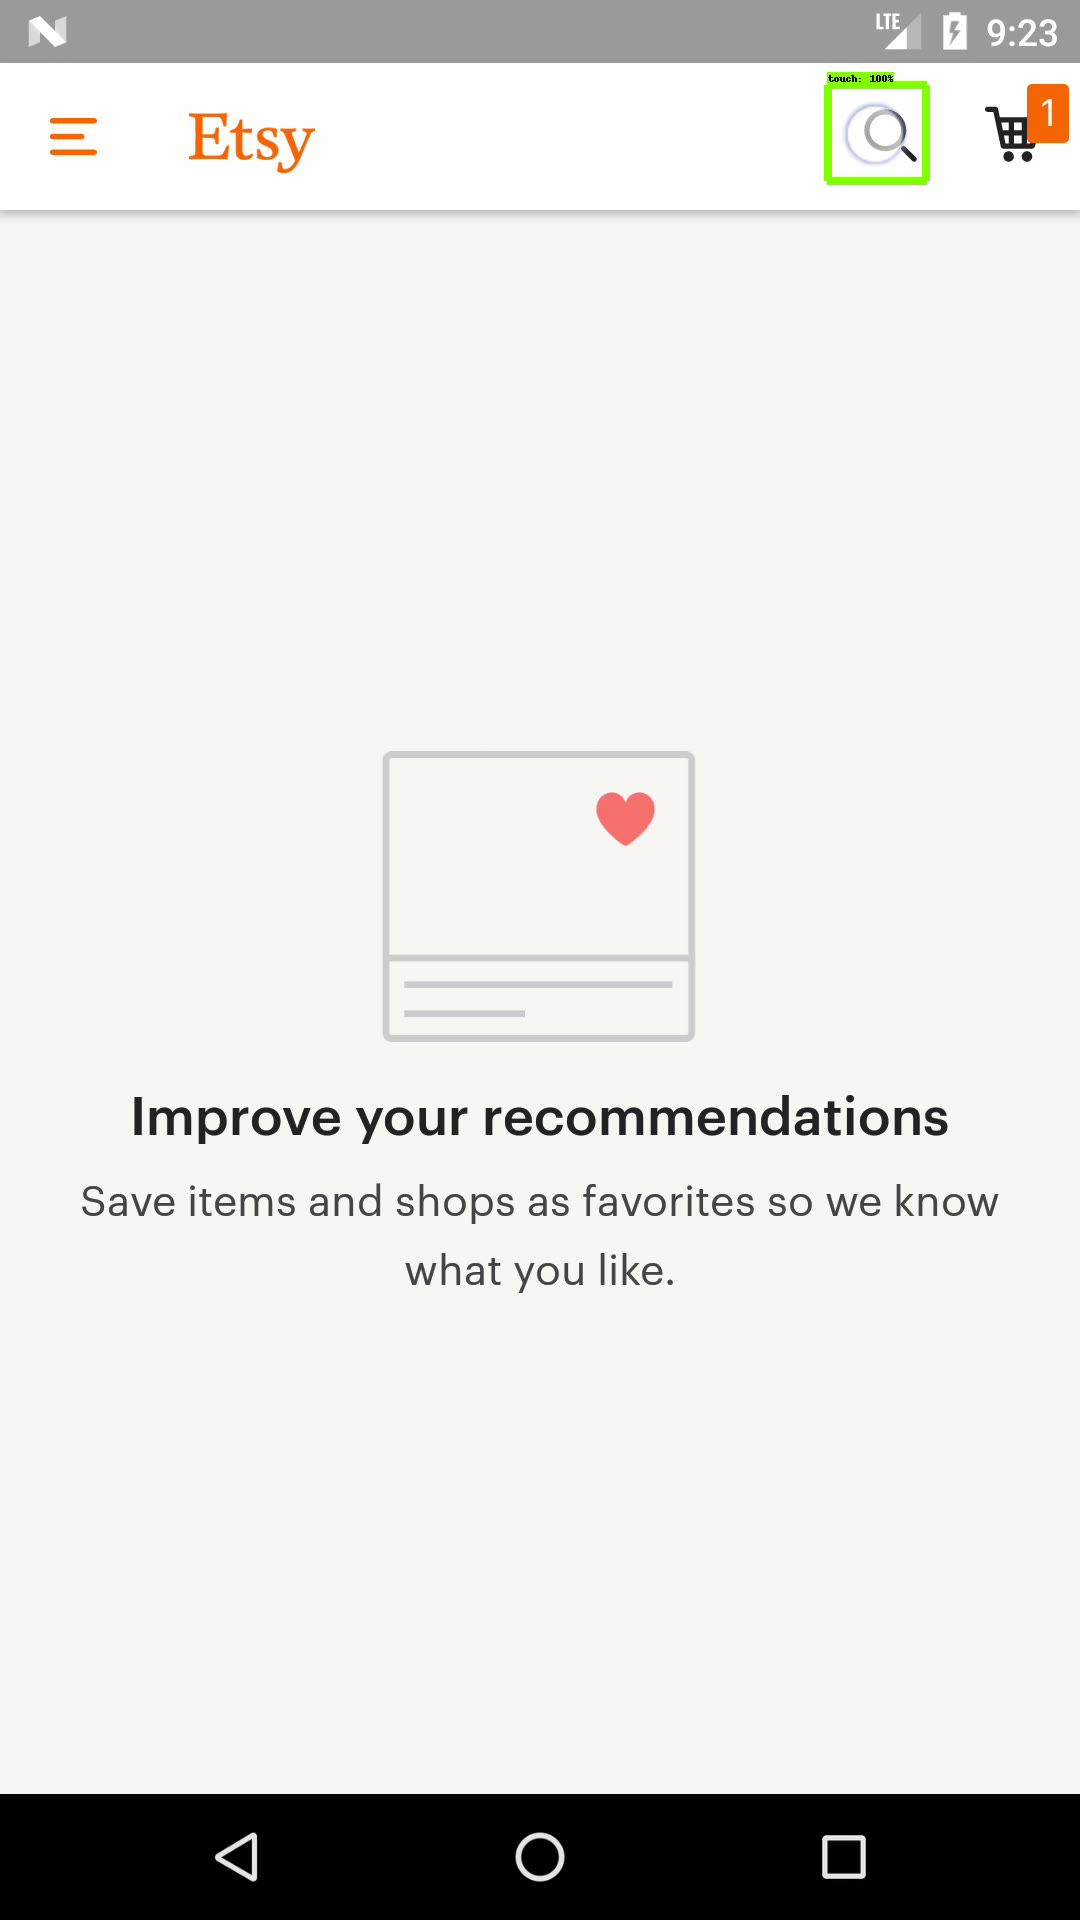 LTE 9:23
touch: 100%
Etsy
1
Improve your recommendations
Save items and shops as favorites so we know
what you like.